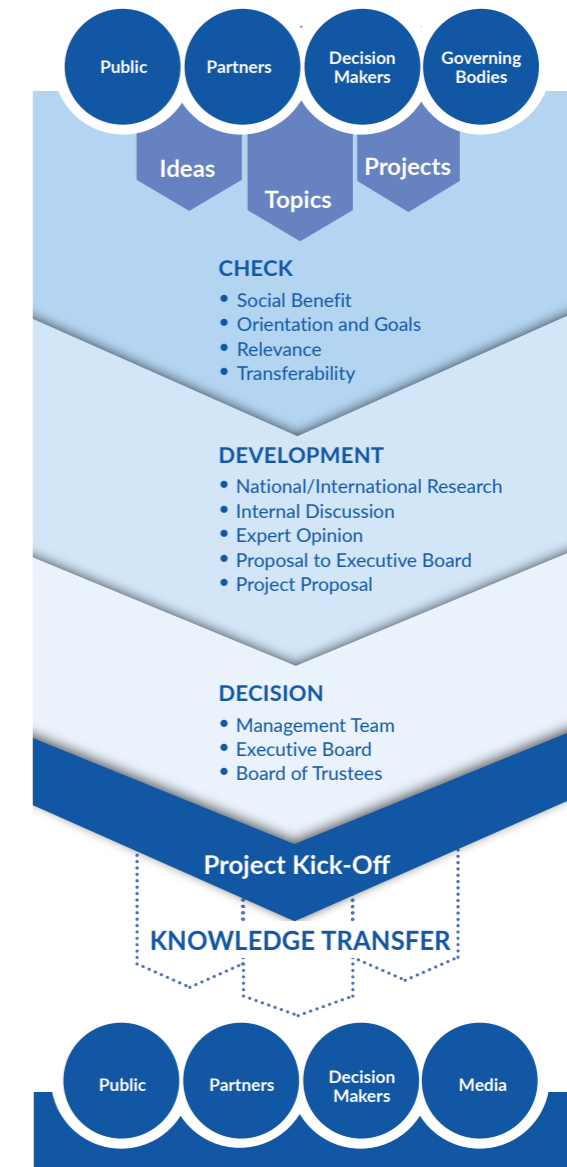 Public
Partners
Decision
Makers
Governing
Bodies
Ideas
Topics
Projects
CHECK
• Social Benefit
• Orientation and Goals
• Relevance
• Transferability
DEVELOPMENT
• National/International Research
• Internal Discussion
• Expert Opinion
• Proposal to Executive Board
• Project Proposal
DECISION
• Management Team
• Executive Board
• Board of Trustees
Project Kick-Off
KNOWLEDGE TRANSFER
Public
Partners
Decision
Makers
Media